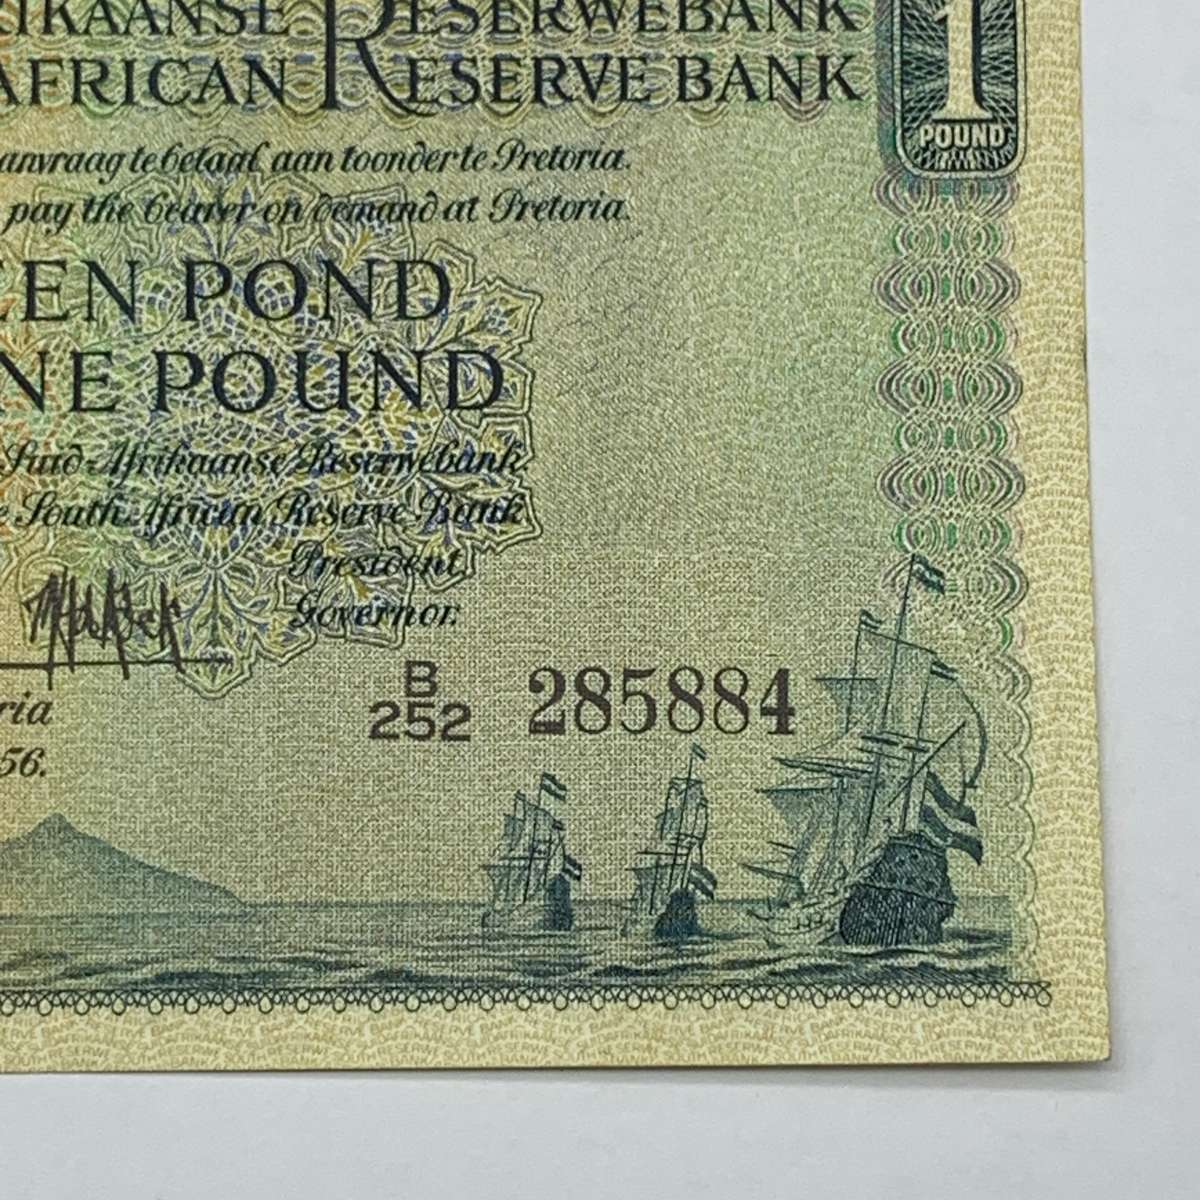 IKAANSE RESERWEBANK
AFRICAN RESERVE BANK
1
POUND
anvraag te betaal aan toonder te Pretoria.
pay the bearer on demand at Pretoria.
EEN POND
NE POUND
Suid-Afrikaanse Reserwebank
e South African Reserve Bank
President,
Governor.
B
252 285884
ria
56.